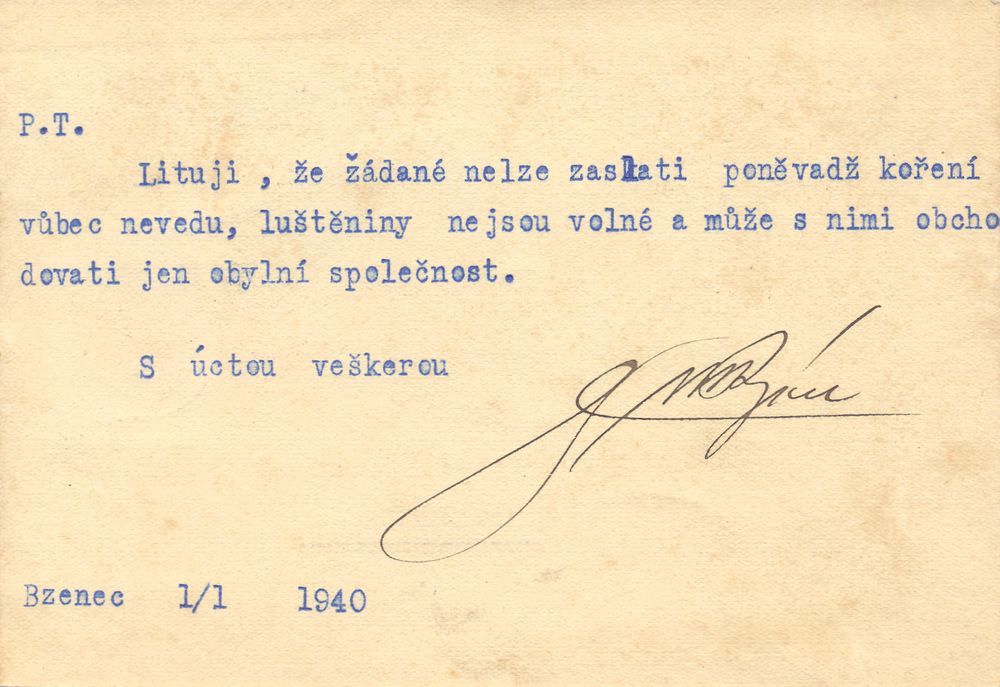 P.T.
Lituji , že žádané nelze zaslati poněvadž koření
vůbec nevedu, luštěniny nejsou volné a může s nimi obcho
dovati jen obylní společnost.
S úctou veškerou
Bzenec 1/1 1940